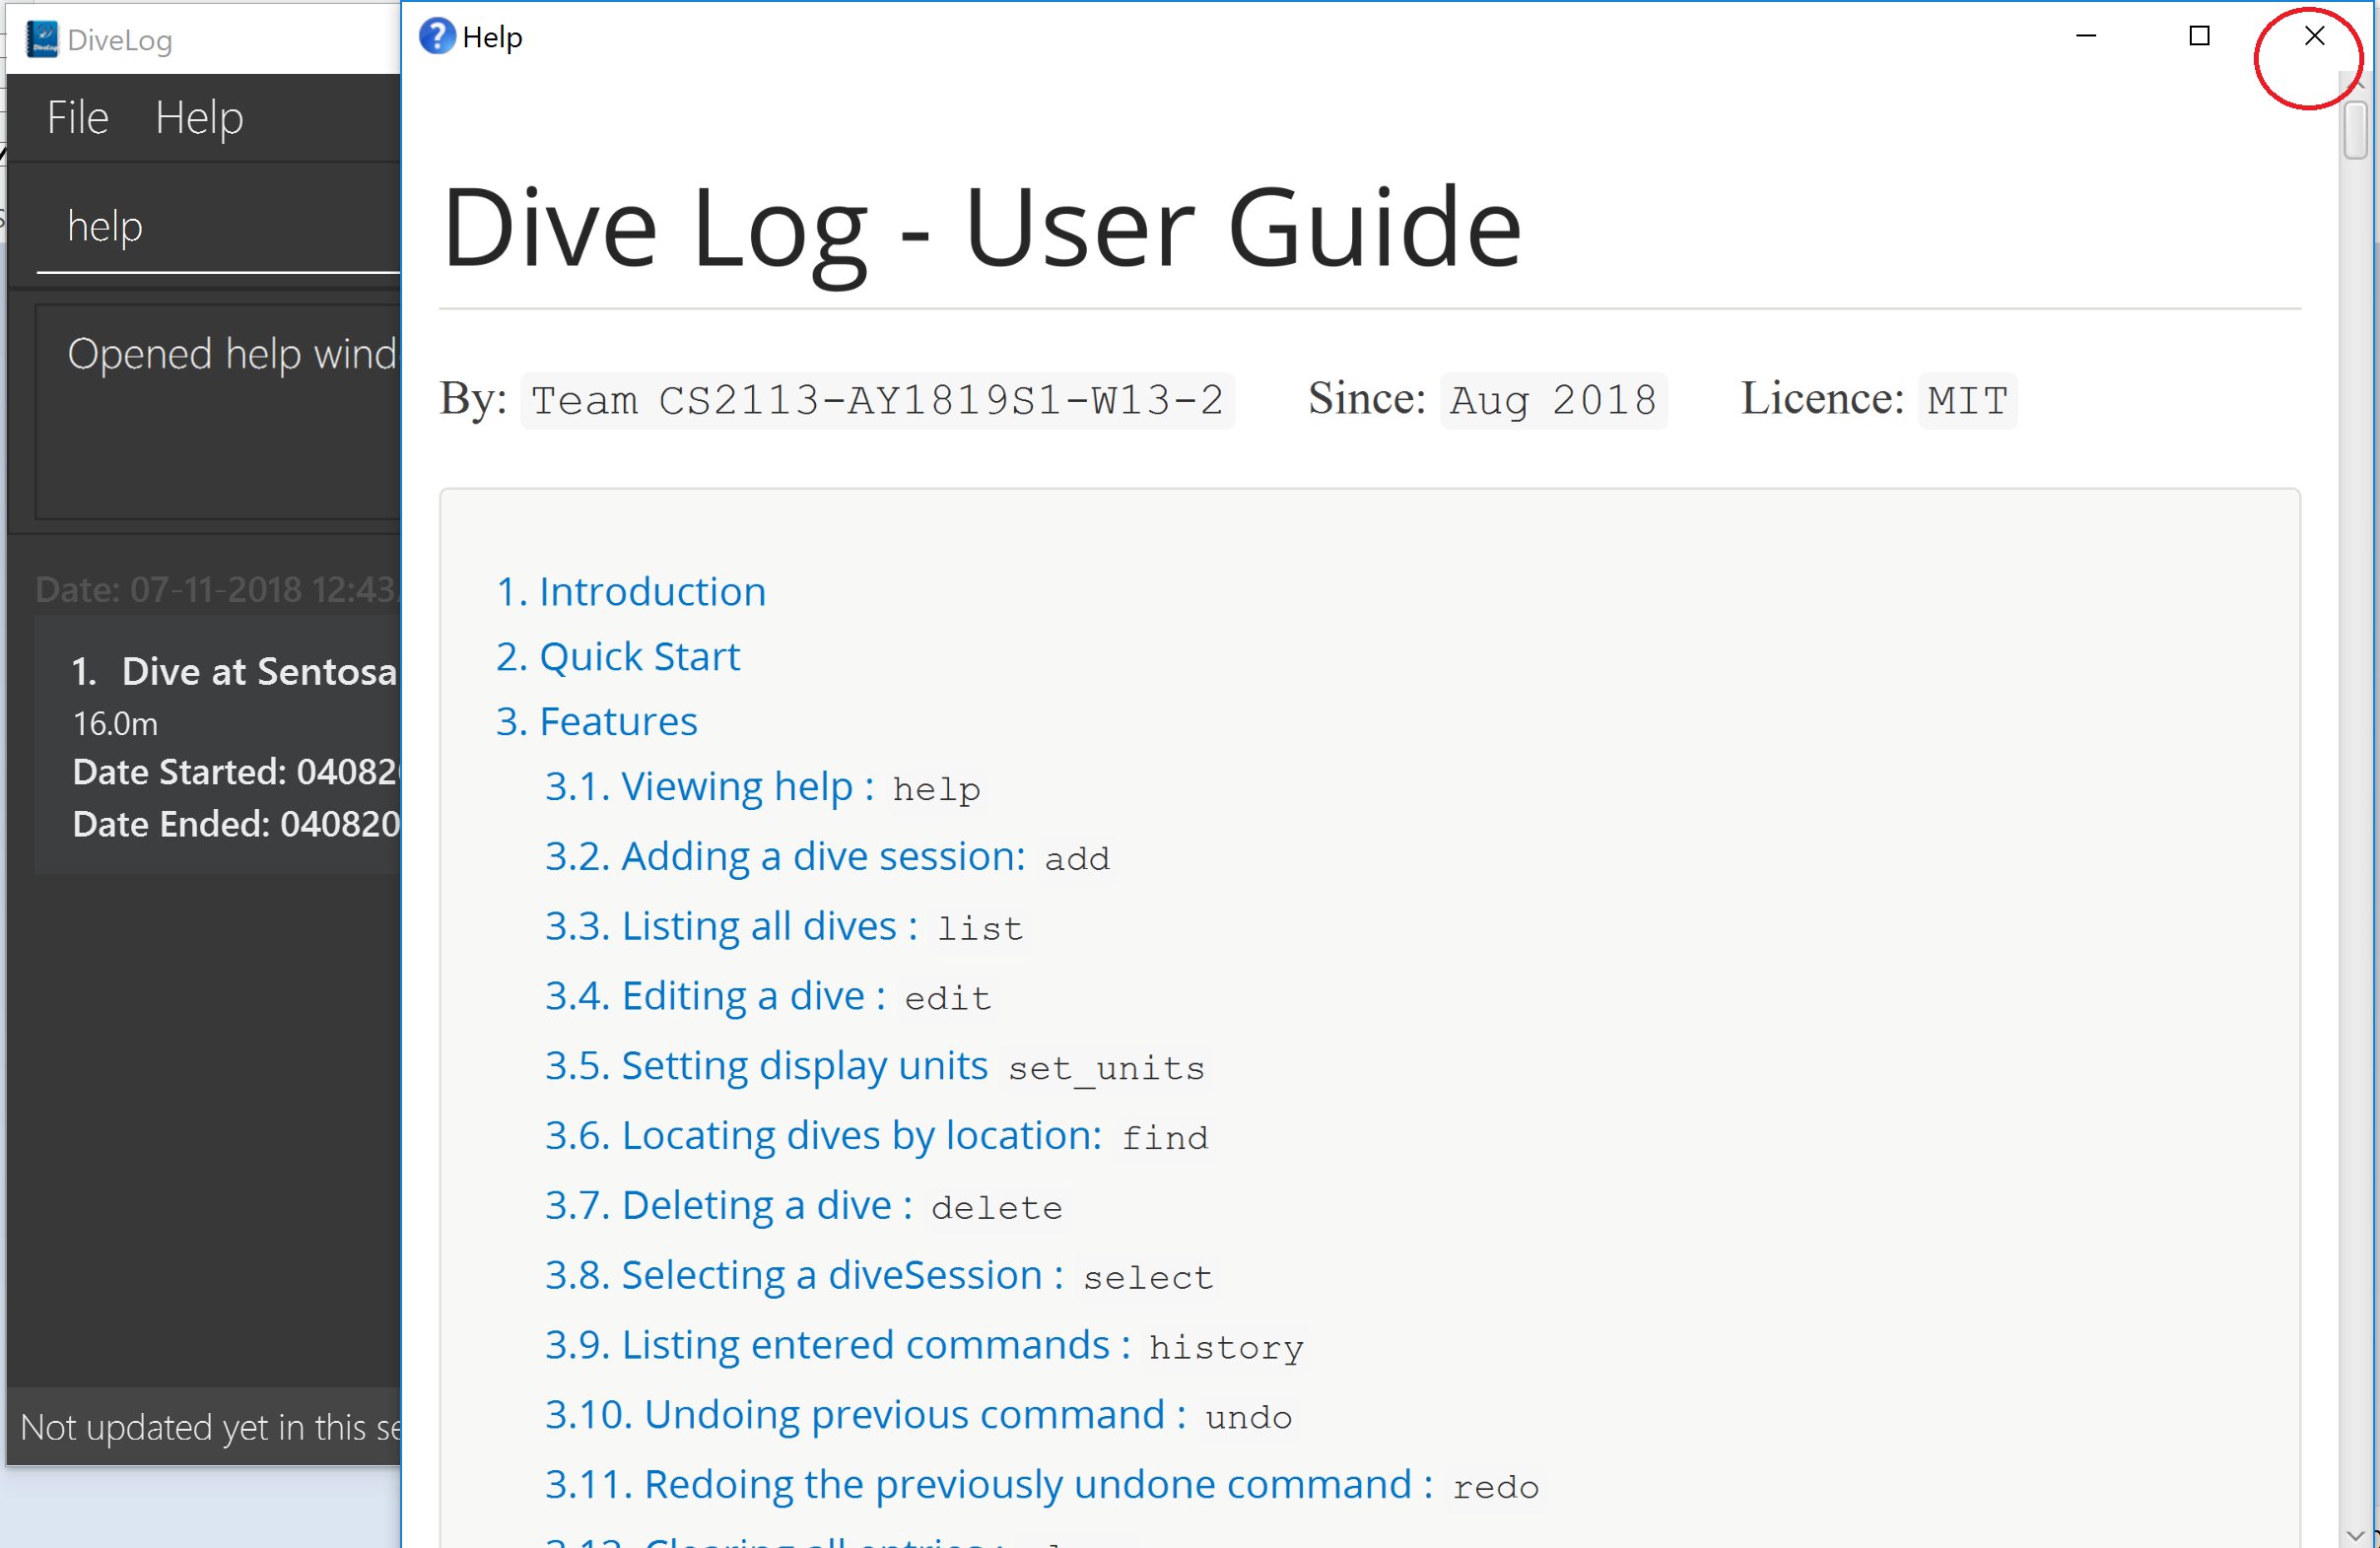 DiveLog
File Help
help
Opened help wind
Date: 07-11-2018 12:43
1. Dive at Sentosa
16.0m
Date Started: 04082
Date Ended: 040820
Not updated yet in this se
Help
Dive Log - User Guide
By: Team CS2113-AY1819S1-W13-2 Since: Aug 2018 Licence: MIT
1. Introduction
2. Quick Start
3. Features
3.1. Viewing help : help
3.2. Adding a dive session: add
3.3. Listing all dives : list
3.4. Editing a dive : edit
3.5. Setting display units set_units
3.6. Locating dives by location: find
3.7. Deleting a dive : delete
3.8. Selecting a diveSession : select
3.9. Listing entered commands : history
3.10. Undoing previous command : undo
3.11. Redoing the previously undone command : redo
3.12. Clearing all entries :